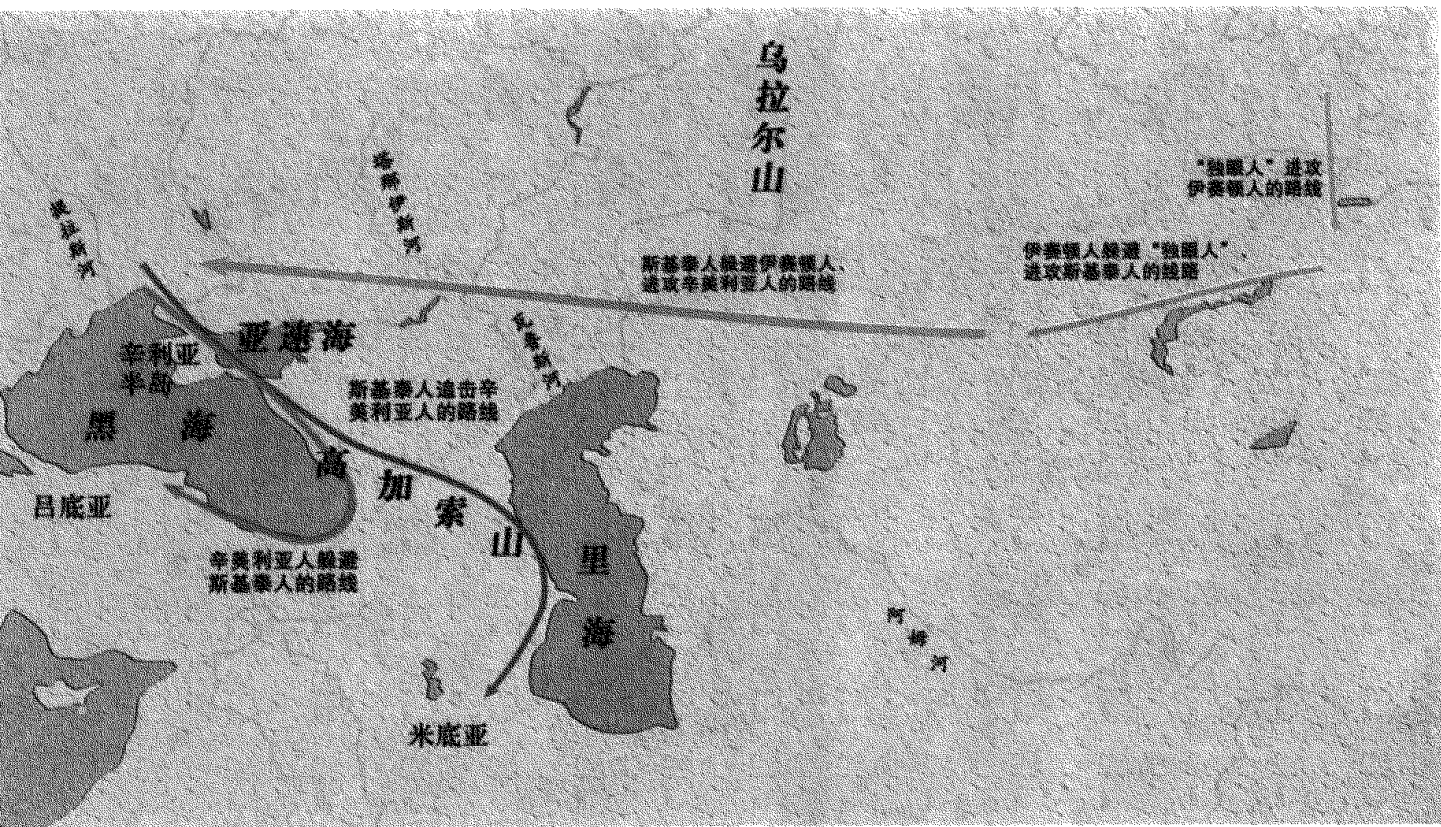 乌拉尔山
“独眼人”进攻
伊赛顿人的路线
伊赛顿人躲避“独眼人”、
进攻斯基泰人的线路
斯基泰人躲避伊赛顿人、
进攻辛美利亚人的路线
亚速海
辛利亚
半岛
斯基泰人追击辛
美利亚人的路线
黑海
高加索山
吕底亚
辛美利亚人躲避
斯基泰人的路线
里海
阿姆河
米底亚